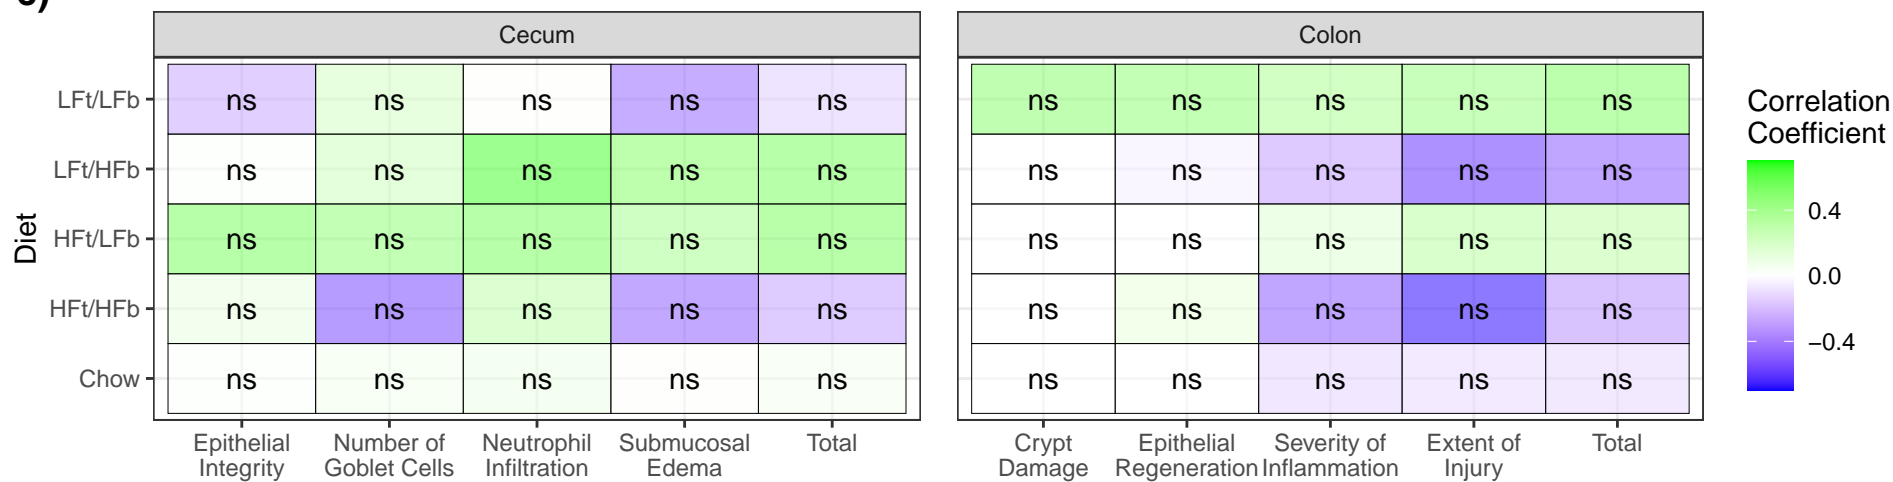 Cecum
Colon
LFt/LFb
ns ns ns ns ns
ns ns ns ns ns
LFt/HFb
ns ns ns ns ns
ns ns ns ns ns
HFt/LFb
ns ns ns ns ns
ns ns ns ns ns
HFt/HFb
ns ns ns ns ns
ns ns ns ns ns
Chow
ns ns ns ns ns
ns ns ns ns ns
Diet
Epithelial
Integrity
Number of
Goblet Cells
Neutrophil
Infiltration
Submucosal
Edema
Total
Crypt
Damage
Epithelial
Regeneration
Severity of
Inflammation
Extent of
Injury
Total
Correlation
Coefficient
0.4
0.0
−0.4